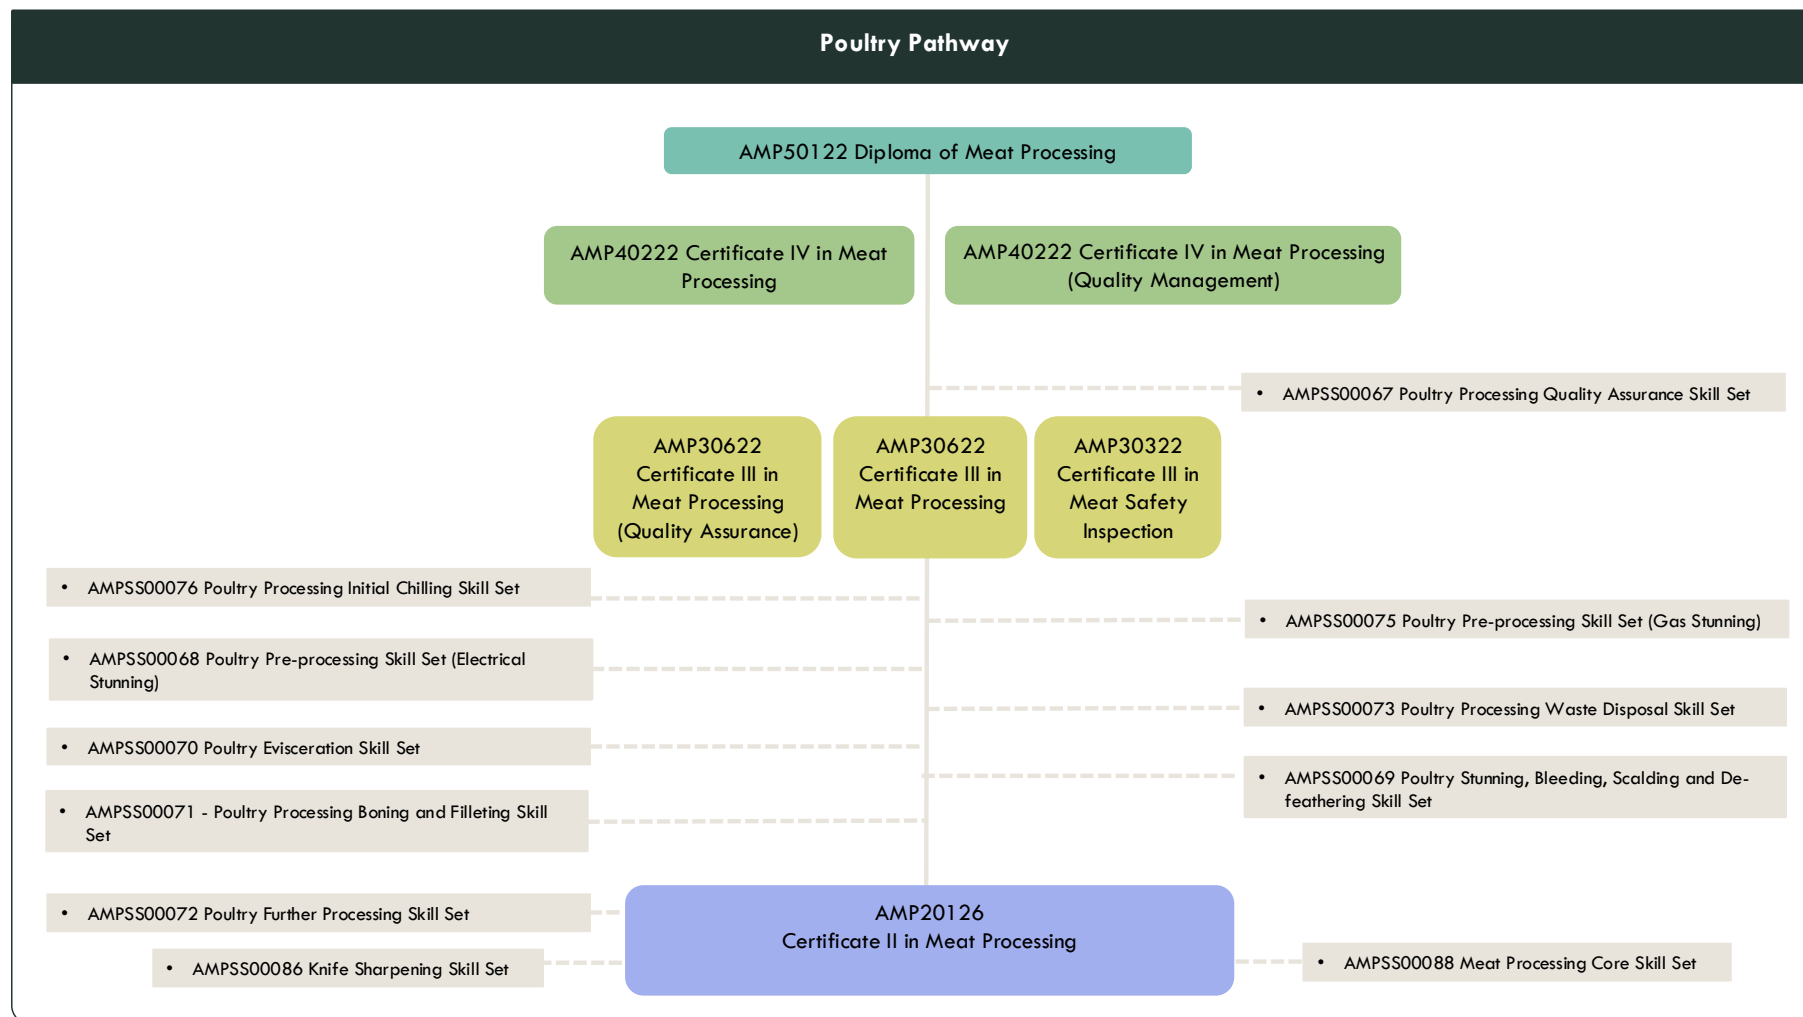 Poultry Pathway
AMP50122 Diploma of Meat Processing
AMP40222 Certificate IV in Meat
Processing
AMP40222 Certificate IV in Meat Processing
(Quality Management)
• AMPSS00067 Poultry Processing Quality Assurance Skill Set
AMP30622
Certificate III in
Meat Processing
(Quality Assurance)
AMP30622
Certificate III in
Meat Processing
AMP30322
Certificate III in
Meat Safety
Inspection
• AMPSS00076 Poultry Processing Initial Chilling Skill Set
• AMPSS00075 Poultry Pre-processing Skill Set (Gas Stunning)
• AMPSS00068 Poultry Pre-processing Skill Set (Electrical
Stunning)
• AMPSS00073 Poultry Processing Waste Disposal Skill Set
• AMPSS00070 Poultry Evisceration Skill Set
• AMPSS00069 Poultry Stunning, Bleeding, Scalding and De-
feathering Skill Set
• AMPSS00071 - Poultry Processing Boning and Filleting Skill
Set
• AMPSS00072 Poultry Further Processing Skill Set
AMP20126
Certificate II in Meat Processing
• AMPSS00086 Knife Sharpening Skill Set
• AMPSS00088 Meat Processing Core Skill Set